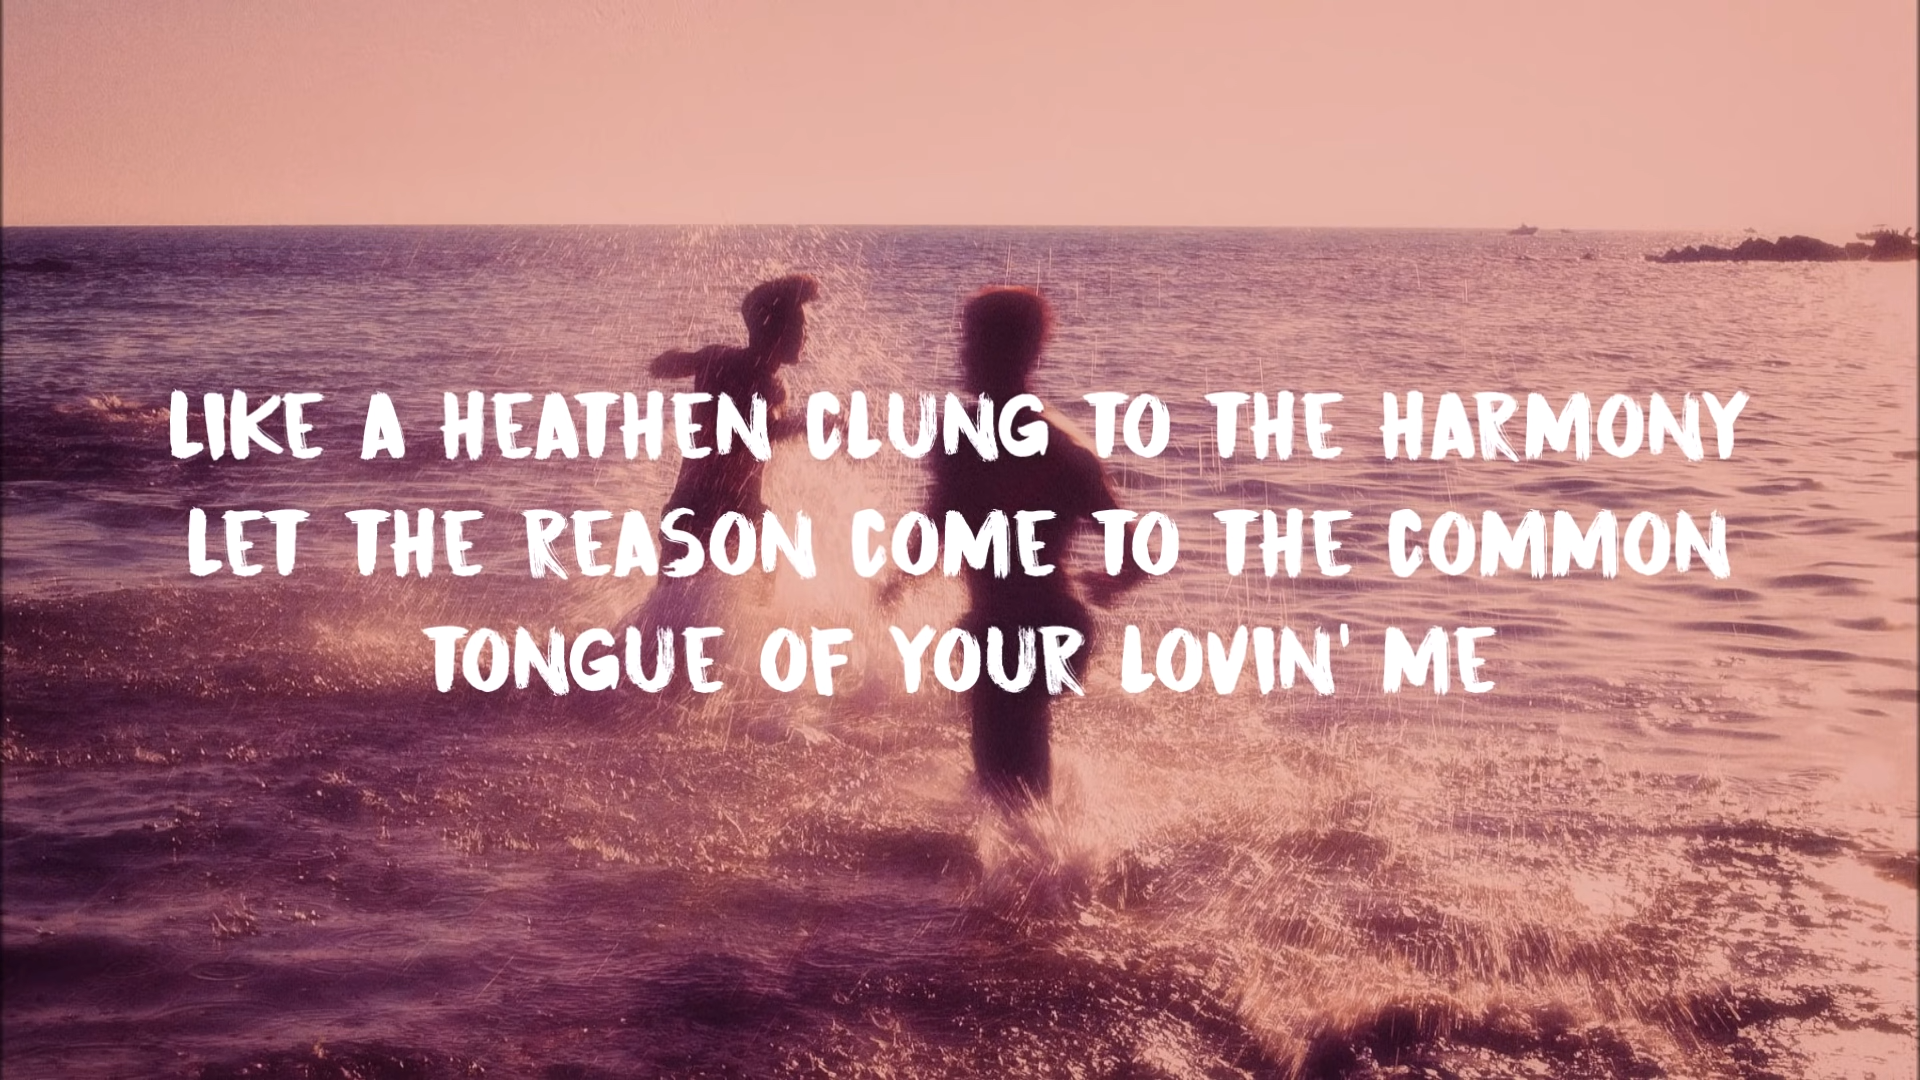 LIKE A HEATHEN CLUNG TO THE HARMONY
LET THE REASON COME TO THE COMMON
TONGUE OF YOUR LOVIN' ME